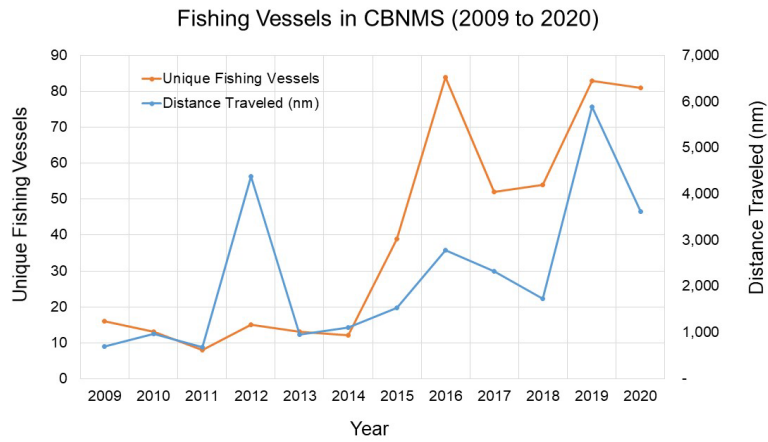 Fishing Vessels in CBNMS (2009 to 2020)
Unique Fishing Vessels
Distance Traveled (nm)
Unique Fishing Vessels
90
80
70
60
50
40
30
20
10
0
7,000
6,000
5,000
4,000
3,000
2,000
1,000
-
Distance Traveled (nm)
2009 2010 2011 2012 2013 2014 2015 2016 2017 2018 2019 2020
Year